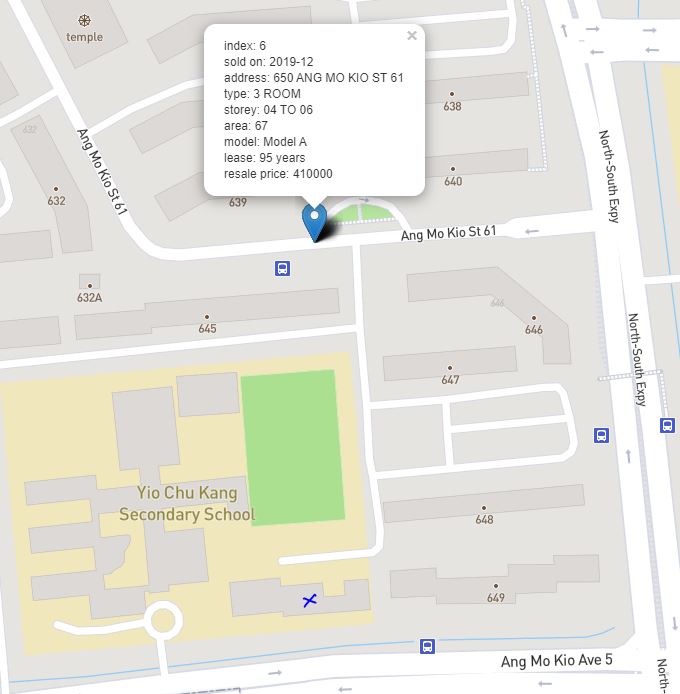 temple
index: 6
sold on: 2019-12
address: 650 ANG MO KIO ST 61
type: 3 ROOM
storey: 04 TO 06
area: 67
model: Model A
lease: 95 years
resale price: 410000
×
638
632
Ang Mo Kio St 61
North-South Expy
640
632
639
Ang Mo Kio St 61
632A
646
645
646
North-South Expy
647
Yio Chu Kang
Secondary School
648
649
Ang Mo Kio Ave 5
North-